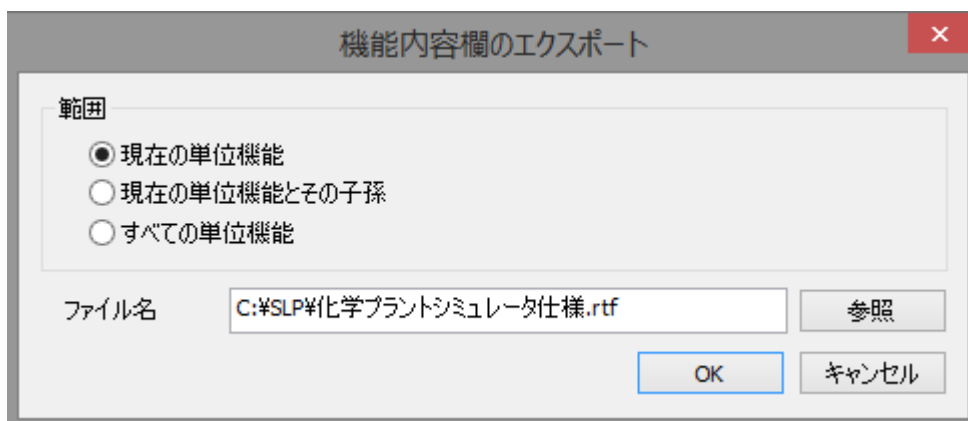 機能内容欄のエクスポート
範囲
現在の単位機能
現在の単位機能とその子孫
すべての単位機能
ファイル名 C:¥SLP¥化学プラントシミュレータ仕様.rtf 参照
OK キャンセル